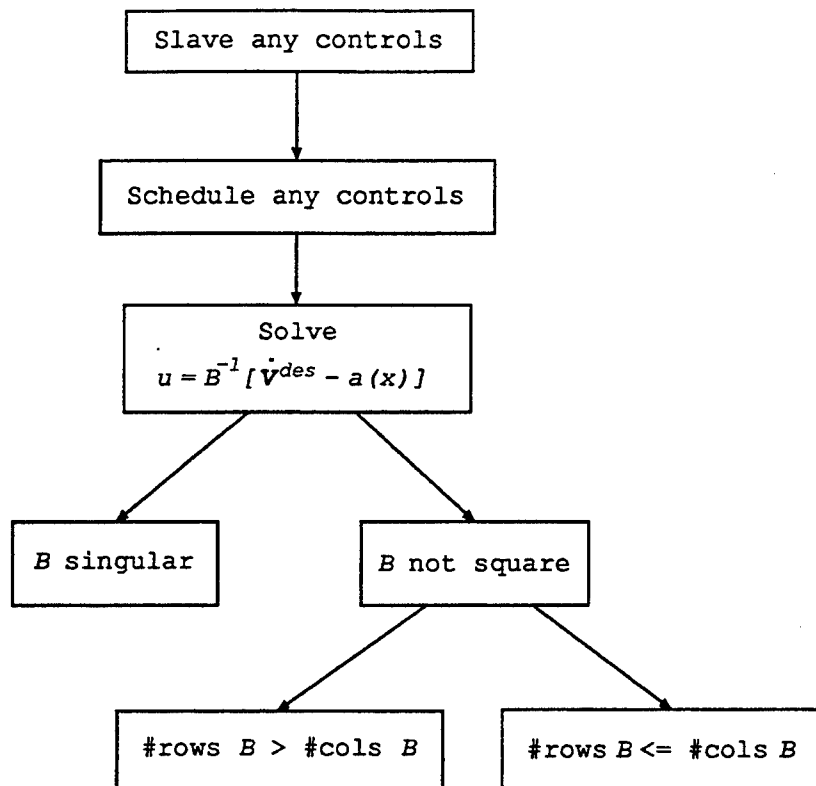 Slave any controls
Schedule any controls
Solve
u = B⁻¹ [ V̇ᵈᵉˢ – a (x) ]
B singular
B not square
#rows B > #cols B
#rows B <= #cols B